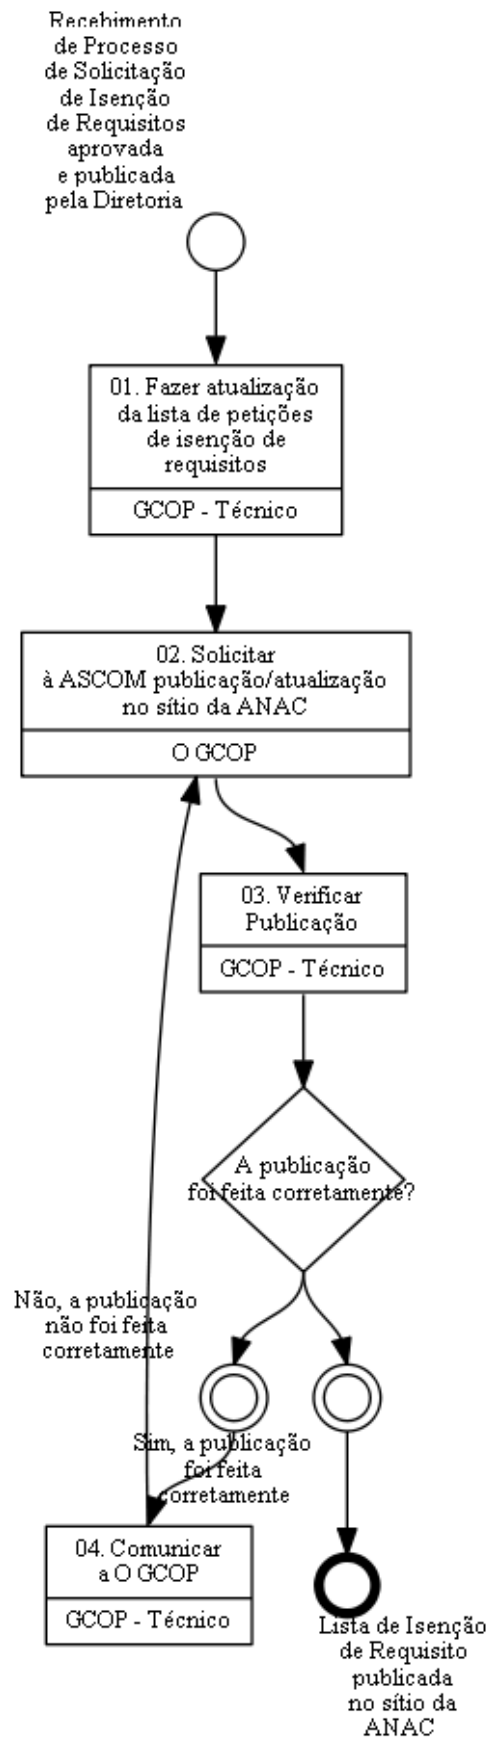 Recebimento
de Processo
de Solicitação
de Isenção
de Requisitos
aprovada
e publicada
pela Diretoria
01. Fazer atualização
da lista de petições
de isenção de
requisitos
GCOP - Técnico
02. Solicitar
à ASCOM publicação/atualização
no sítio da ANAC
O GCOP
03. Verificar
Publicação
GCOP - Técnico
A publicação
foi feita corretamente?
Não, a publicação
não foi feita
corretamente
Sim, a publicação
foi feita
corretamente
04. Comunicar
a O GCOP
GCOP - Técnico
Lista de Isenção
de Requisito
publicada
no sítio da
ANAC